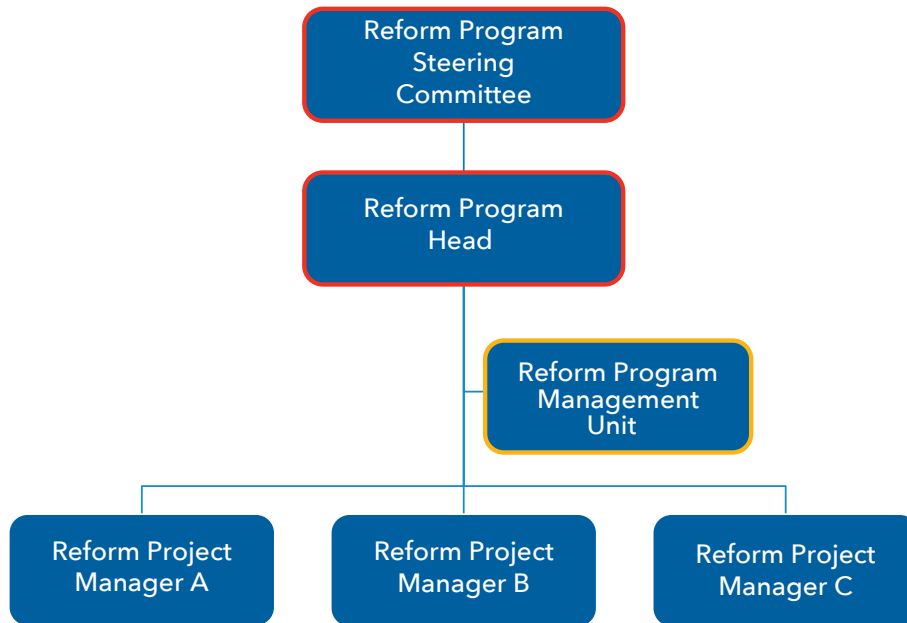 Reform Program
Steering
Committee
Reform Program
Head
Reform Program
Management
Unit
Reform Project
Manager A
Reform Project
Manager B
Reform Project
Manager C